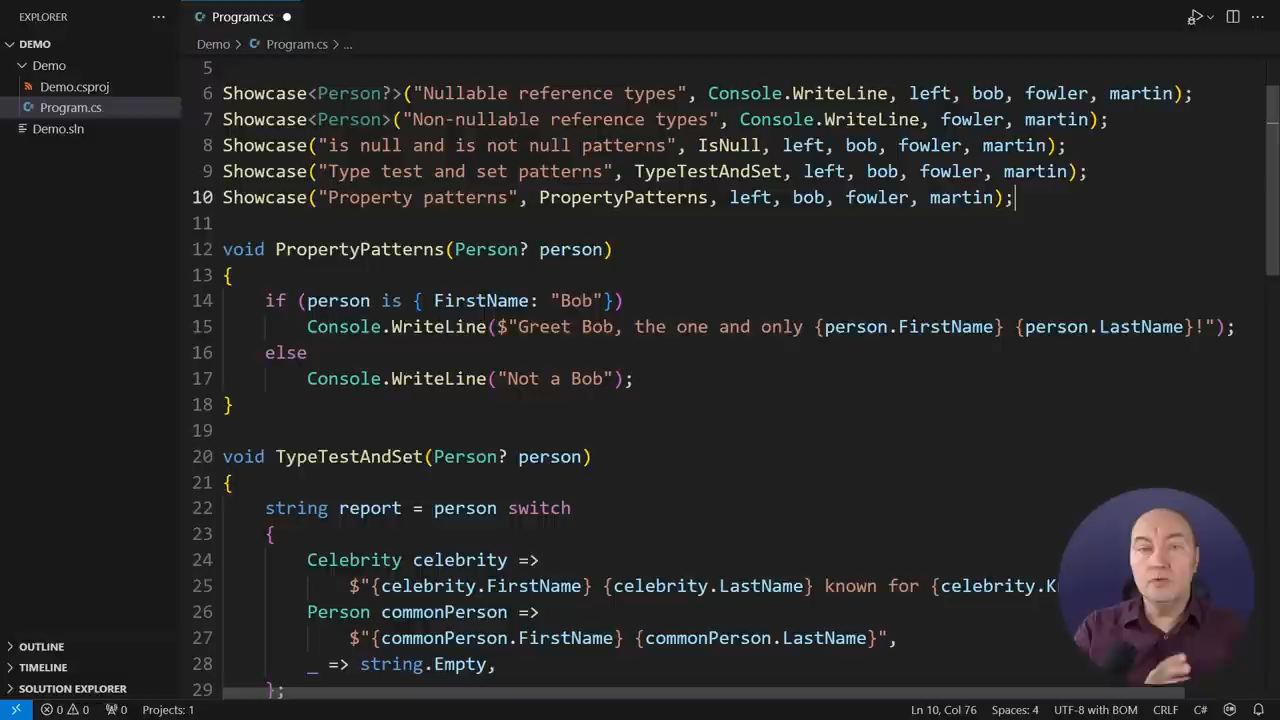 EXPLORER
Program.cs
DEMO
Demo > Program.cs > ...
Demo
Demo.csproj
Program.cs
Demo.sln
5
6 Showcase<Person?>("Nullable reference types", Console.WriteLine, left, bob, fowler, martin);
7 Showcase<Person>("Non-nullable reference types", Console.WriteLine, fowler, martin);
8 Showcase("is null and is not null patterns", IsNull, left, bob, fowler, martin);
9 Showcase("Type test and set patterns", TypeTestAndSet, left, bob, fowler, martin);
10 Showcase("Property patterns", PropertyPatterns, left, bob, fowler, martin);
11
12 void PropertyPatterns(Person? person)
13 {
14 if (person is { FirstName: "Bob"})
15 Console.WriteLine($"Greet Bob, the one and only {person.FirstName} {person.LastName}!");
16 else
17 Console.WriteLine("Not a Bob");
18 }
19
20 void TypeTestAndSet(Person? person)
21 {
22 string report = person switch
23 {
24 Celebrity celebrity =>
25 $"{celebrity.FirstName} {celebrity.LastName} known for {celebrity.K
26 Person commonPerson =>
27 $"{commonPerson.FirstName} {commonPerson.LastName}",
28 _ => string.Empty,
29 };
OUTLINE
TIMELINE
SOLUTION EXPLORER
0 0 0 Projects: 1
Ln 10, Col 76 Spaces: 4 UTF-8 with BOM CRLF C#